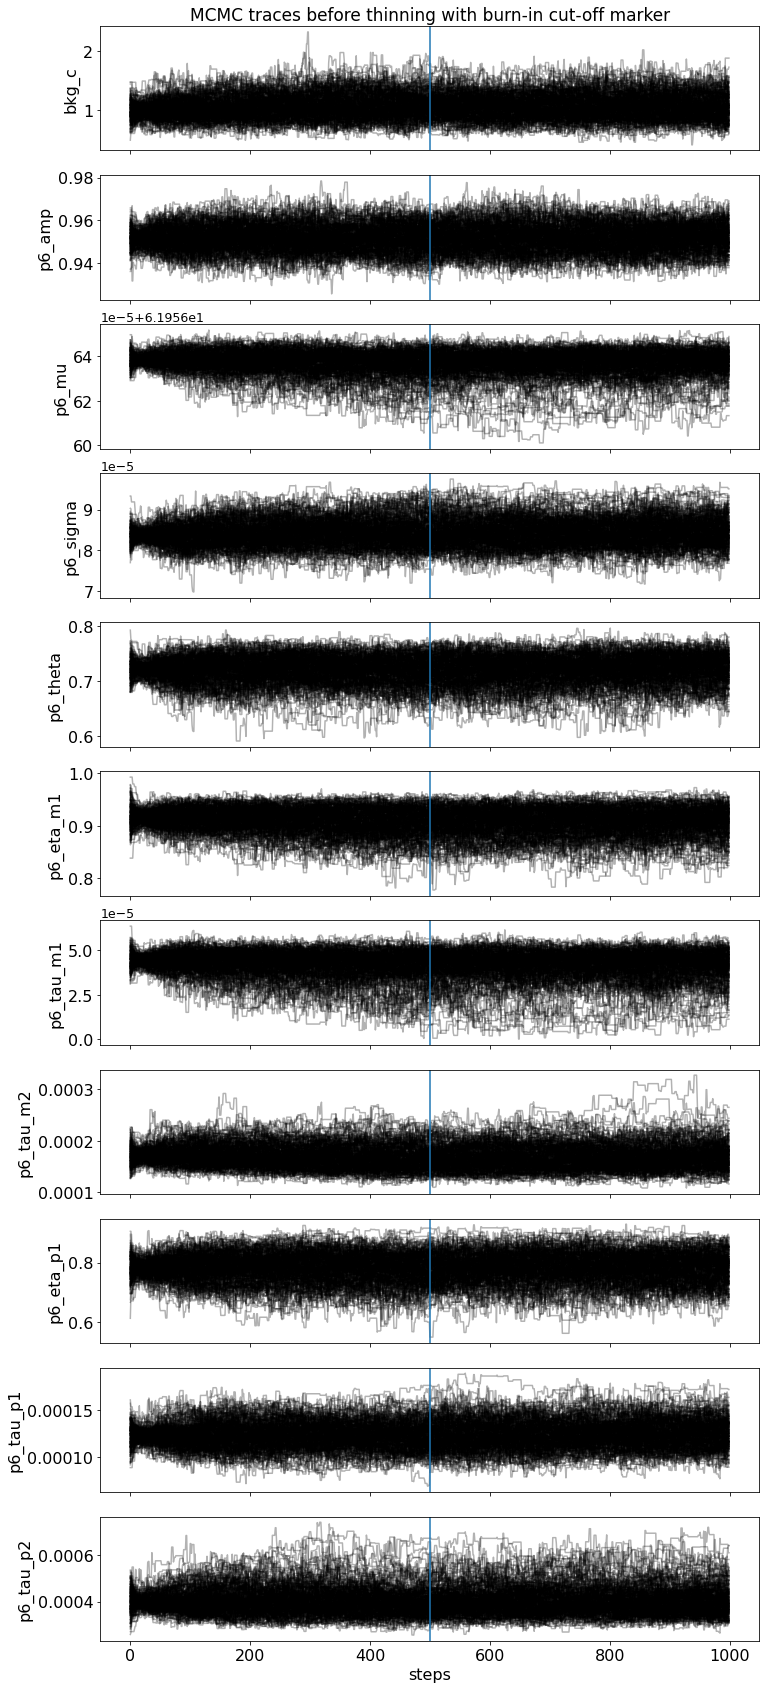 MCMC traces before thinning with burn-in cut-off marker
2
1
bkg_c
0.98
0.96
0.94
p6_amp
1e−5+6.1956e1
64
62
60
p6_mu
1e−5
9
8
7
p6_sigma
0.8
0.7
0.6
p6_theta
1.0
0.9
0.8
p6_eta_m1
1e−5
5.0
2.5
0.0
p6_tau_m1
0.0003
0.0002
0.0001
p6_tau_m2
0.8
0.6
p6_eta_p1
0.00015
0.00010
p6_tau_p1
0.0006
0.0004
p6_tau_p2
0 200 400 600 800 1000
steps